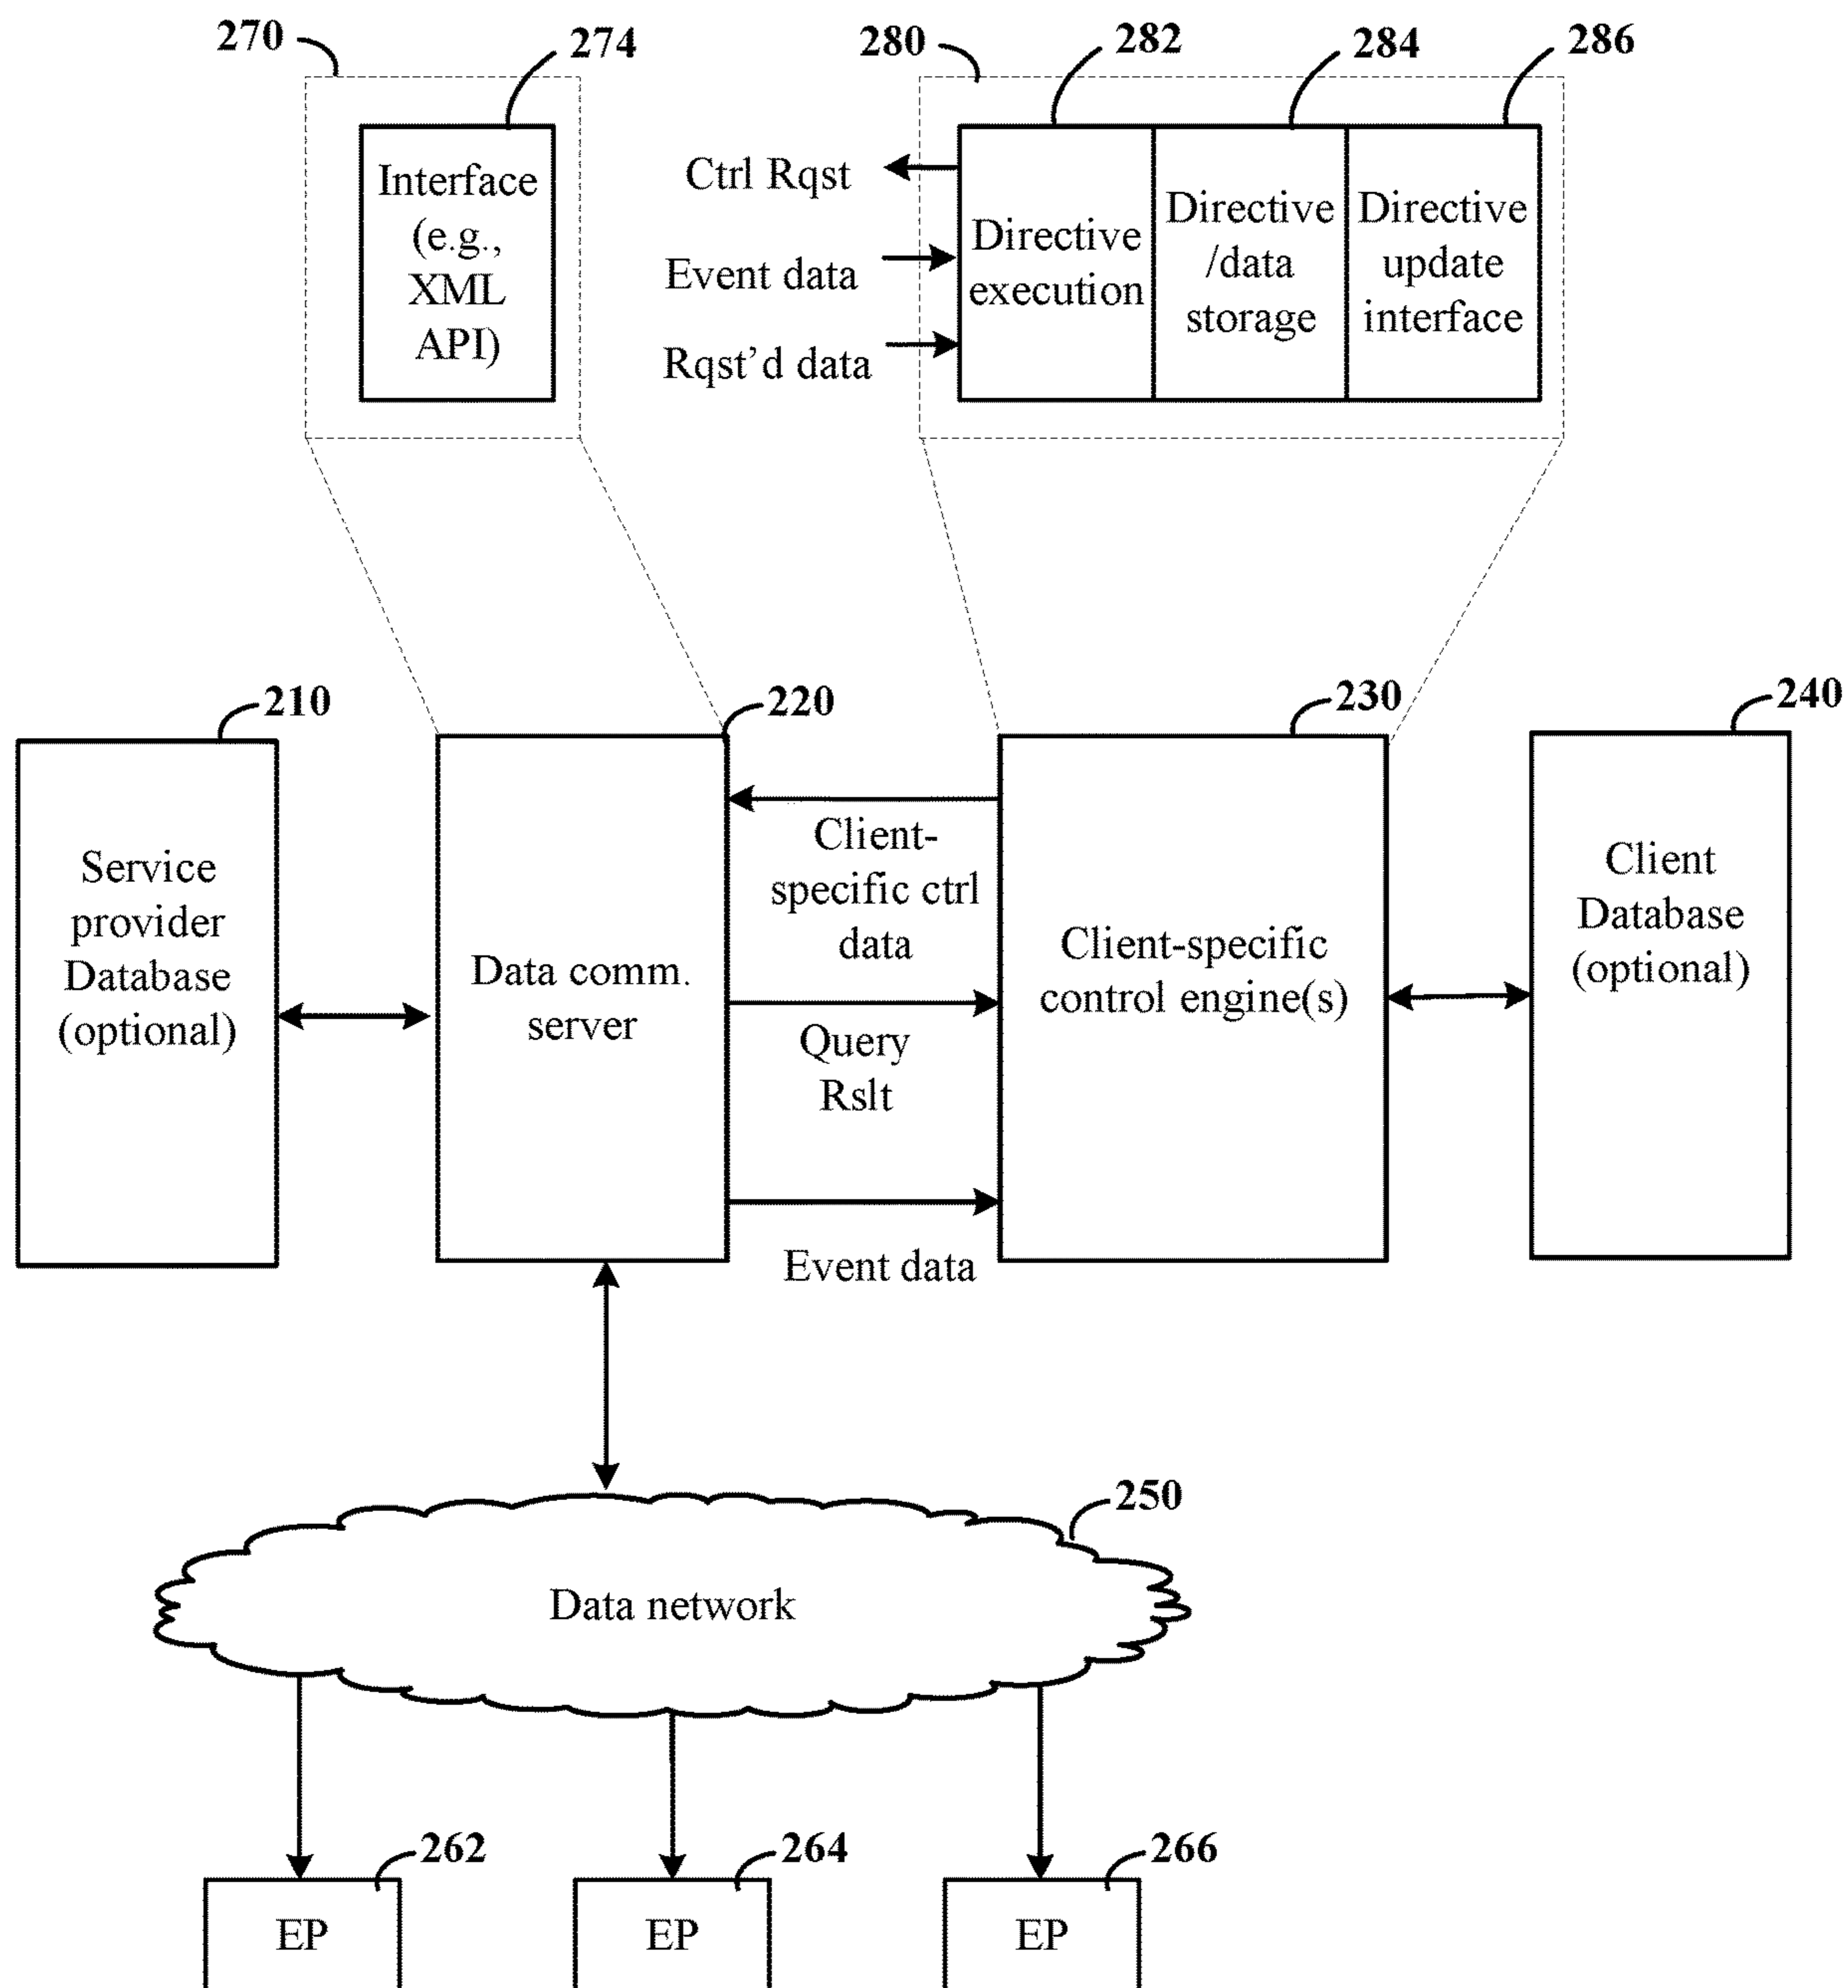 270
274
280
282
284
286
Interface
(e.g.,
XML
API)
Ctrl Rqst
Event data
Rqst’d data
Directive
execution
Directive
/data
storage
Directive
update
interface
210
220
230
240
Service
provider
Database
(optional)
Data comm.
server
Client-
specific ctrl
data
Query
Rslt
Event data
Client-specific
control engine(s)
Client
Database
(optional)
250
Data network
262
264
266
EP
EP
EP